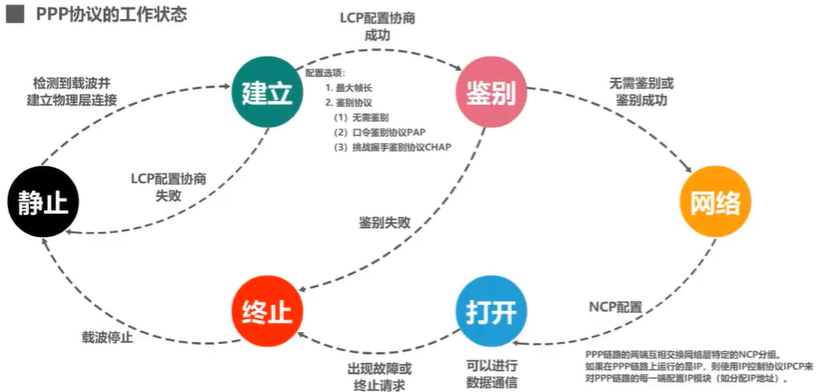 PPP协议的工作状态
LCP配置协商
成功
检测到载波并
建立物理层连接
建立
配置选项：
1. 最大帧长
2. 鉴别协议
（1）无需鉴别
（2）口令鉴别协议PAP
（3）挑战握手鉴别协议CHAP
鉴别
无需鉴别或
鉴别成功
LCP配置协商
失败
静止
鉴别失败
网络
终止
打开
NCP配置
载波停止
出现故障或
终止请求
可以进行
数据通信
PPP链路的两端互相交换网络层特定的NCP分组。
如果在PPP链路上运行的是IP，则使用IP控制协议IPCP来
对PPP链路的每一端配置IP模块（如分配IP地址）。